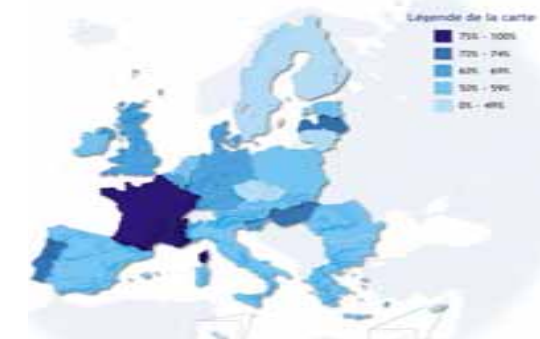 Légende de la carte
75% - 100%
70% - 74%
60% - 69%
50% - 59%
0% - 49%